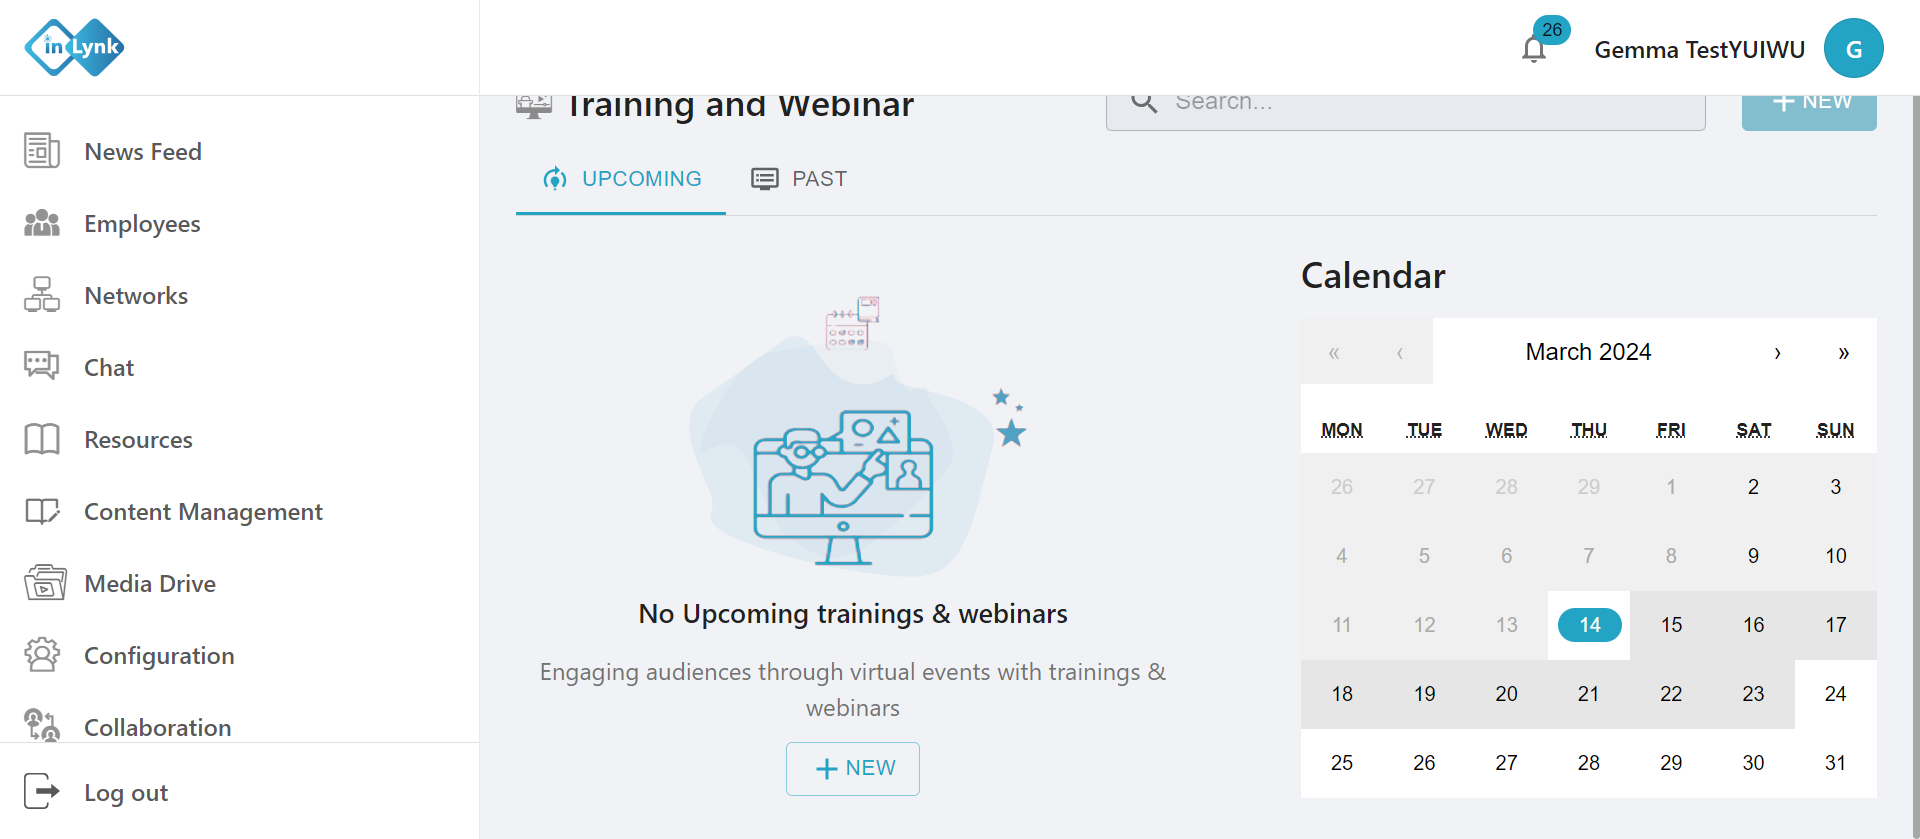 in Lynk
26
Gemma TestYUIWU
G
News Feed
Employees
Networks
Chat
Resources
Content Management
Media Drive
Configuration
Collaboration
Log out
Training and Webinar
Search...
+ NEW
UPCOMING
PAST
No Upcoming trainings & webinars
Engaging audiences through virtual events with trainings &
webinars
+ NEW
Calendar
« ‹ March 2024 › »
MON TUE WED THU FRI SAT SUN
26 27 28 29 1 2 3
4 5 6 7 8 9 10
11 12 13 14 15 16 17
18 19 20 21 22 23 24
25 26 27 28 29 30 31